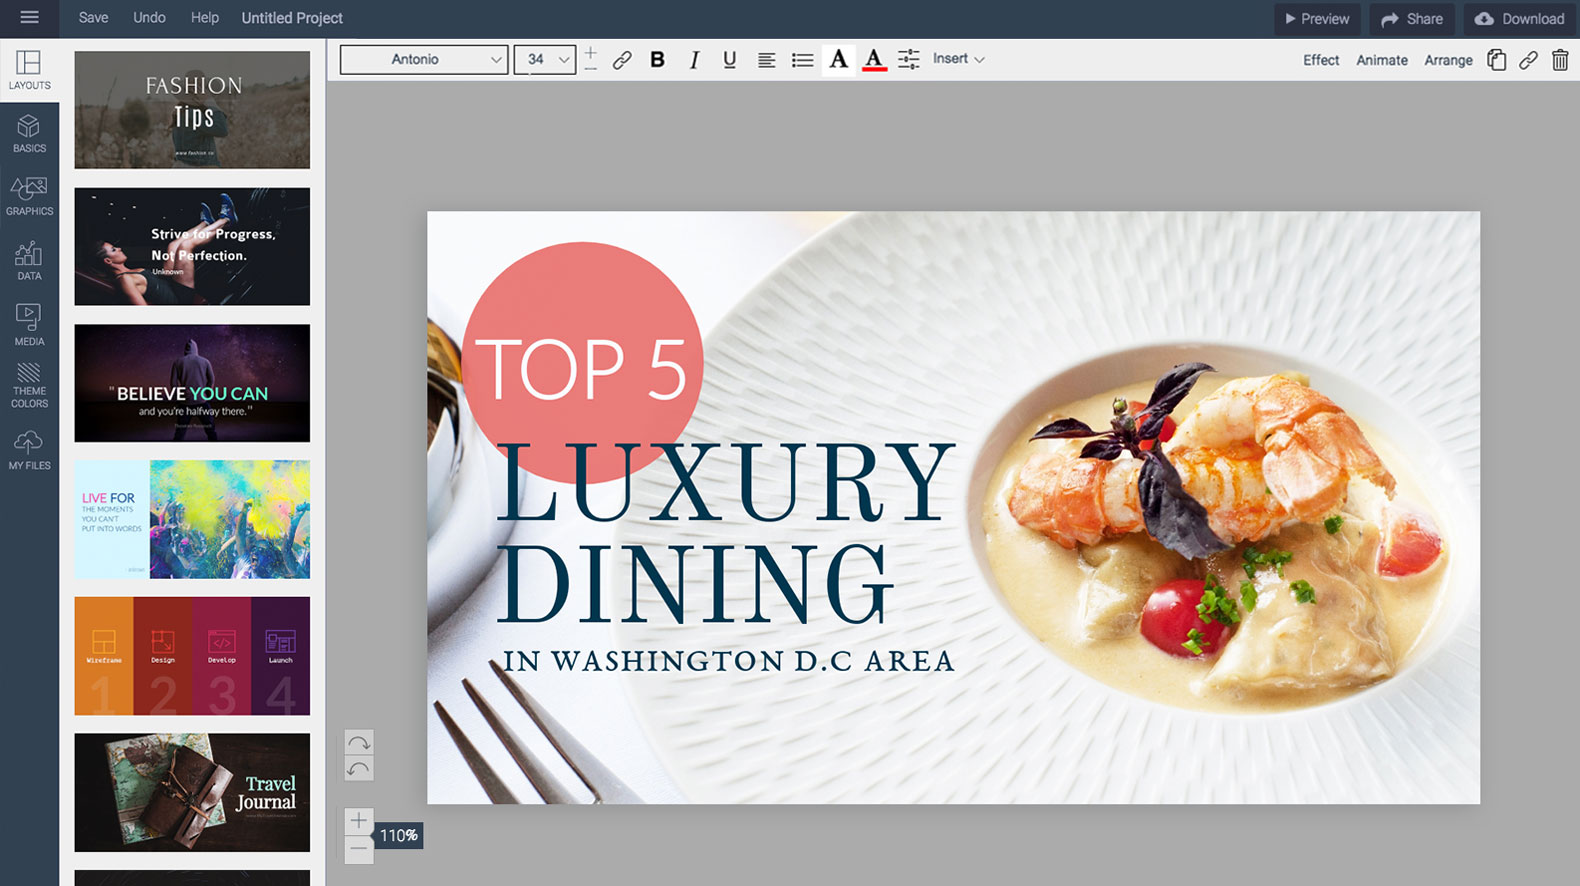 Save Undo Help Untitled Project
Preview Share Download
Antonio 34 B I U A A Insert
Effect Animate Arrange
LAYOUTS
BASICS
GRAPHICS
DATA
MEDIA
THEME
COLORS
MY FILES
FASHION
Tips
www.fashion.co
Strive for Progress,
Not Perfection.
-Unknown
"BELIEVE YOU CAN
and you're halfway there."
LIVE FOR
THE MOMENTS
YOU CAN'T
PUT INTO WORDS
Wireframe Design Develop Launch
1 2 3 4
Travel
Journal
TOP 5
LUXURY
DINING
IN WASHINGTON D.C AREA
110%